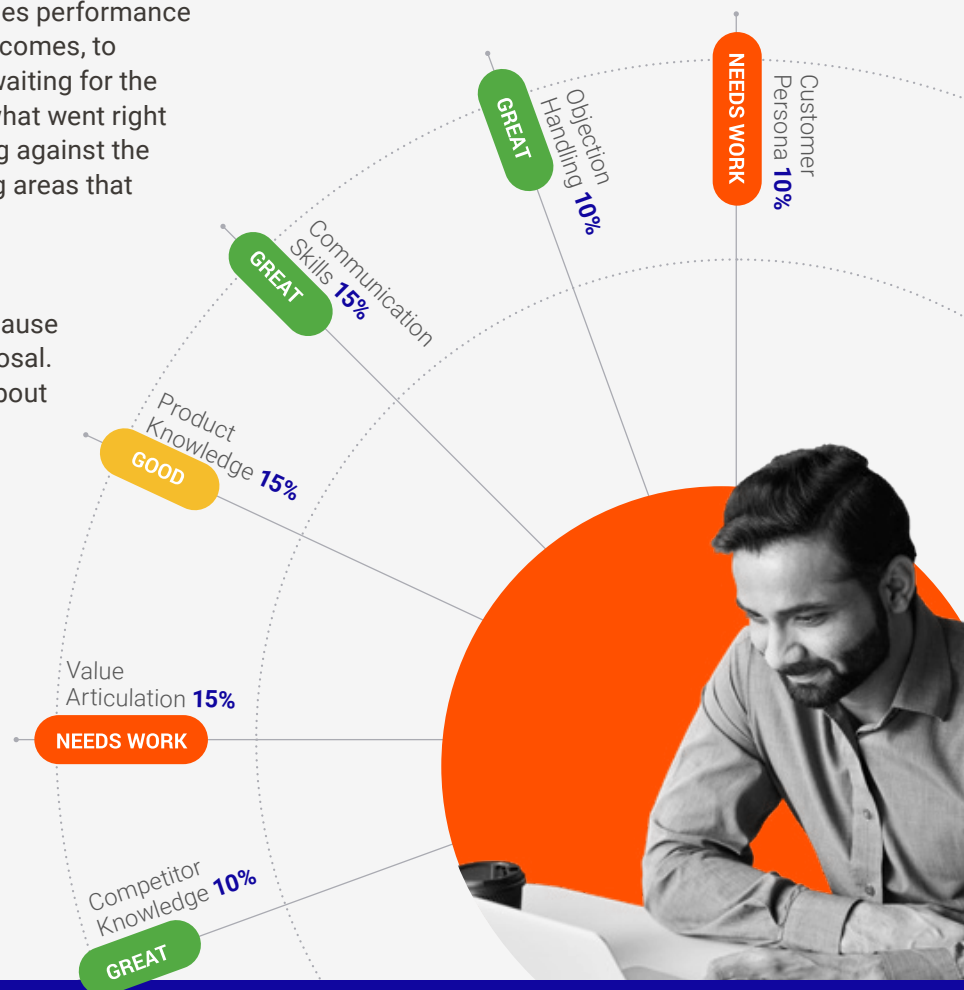 es performance
comes, to
waiting for the
what went right
g against the
g areas that
ause
osal.
bout
NEEDS WORK
Customer
Persona 10%
GREAT
Objection
Handling 10%
GREAT
Communication
Skills 15%
GOOD
Product
Knowledge 15%
Value
Articulation 15%
NEEDS WORK
Competitor
Knowledge 10%
GREAT